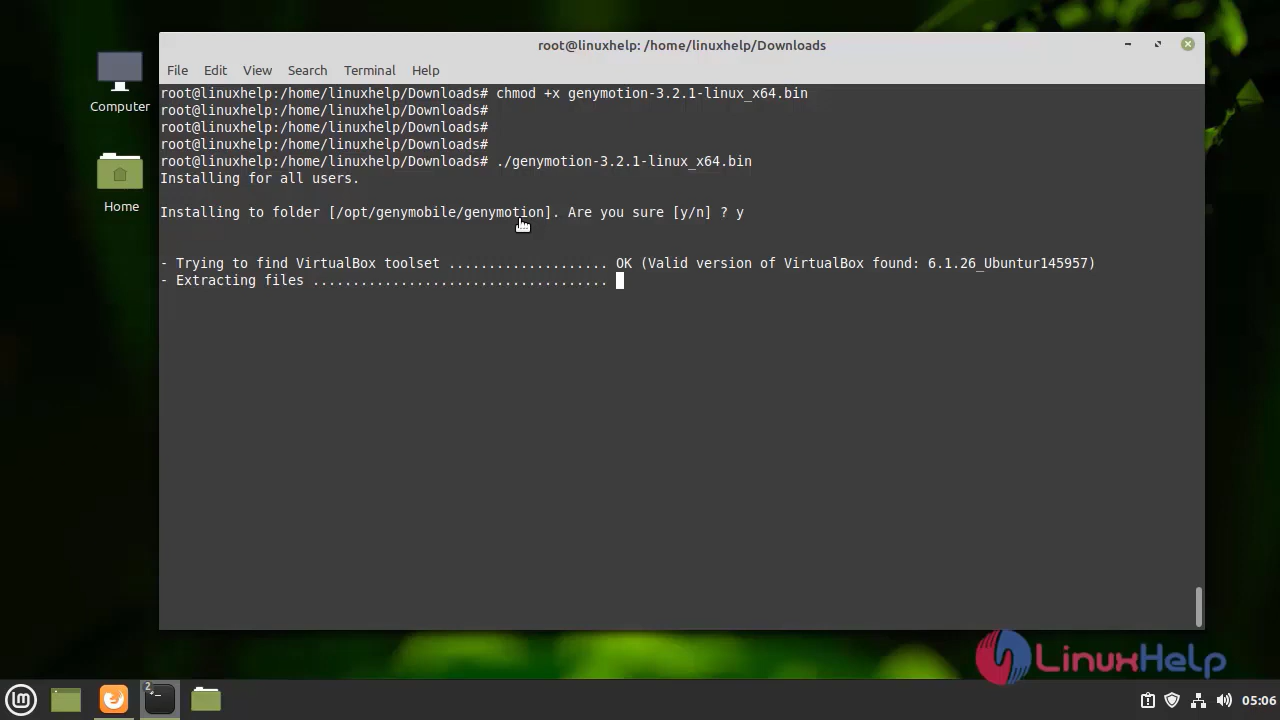 root@linuxhelp: /home/linuxhelp/Downloads
File Edit View Search Terminal Help
root@linuxhelp:/home/linuxhelp/Downloads# chmod +x genymotion-3.2.1-linux_x64.bin
root@linuxhelp:/home/linuxhelp/Downloads#
root@linuxhelp:/home/linuxhelp/Downloads#
root@linuxhelp:/home/linuxhelp/Downloads#
root@linuxhelp:/home/linuxhelp/Downloads# ./genymotion-3.2.1-linux_x64.bin
Installing for all users.
Installing to folder [/opt/genymobile/genymotion]. Are you sure [y/n] ? y
- Trying to find VirtualBox toolset .................... OK (Valid version of VirtualBox found: 6.1.26_Ubuntur145957)
- Extracting files .....................................
Computer
Home
LinuxHelp
2
05:06